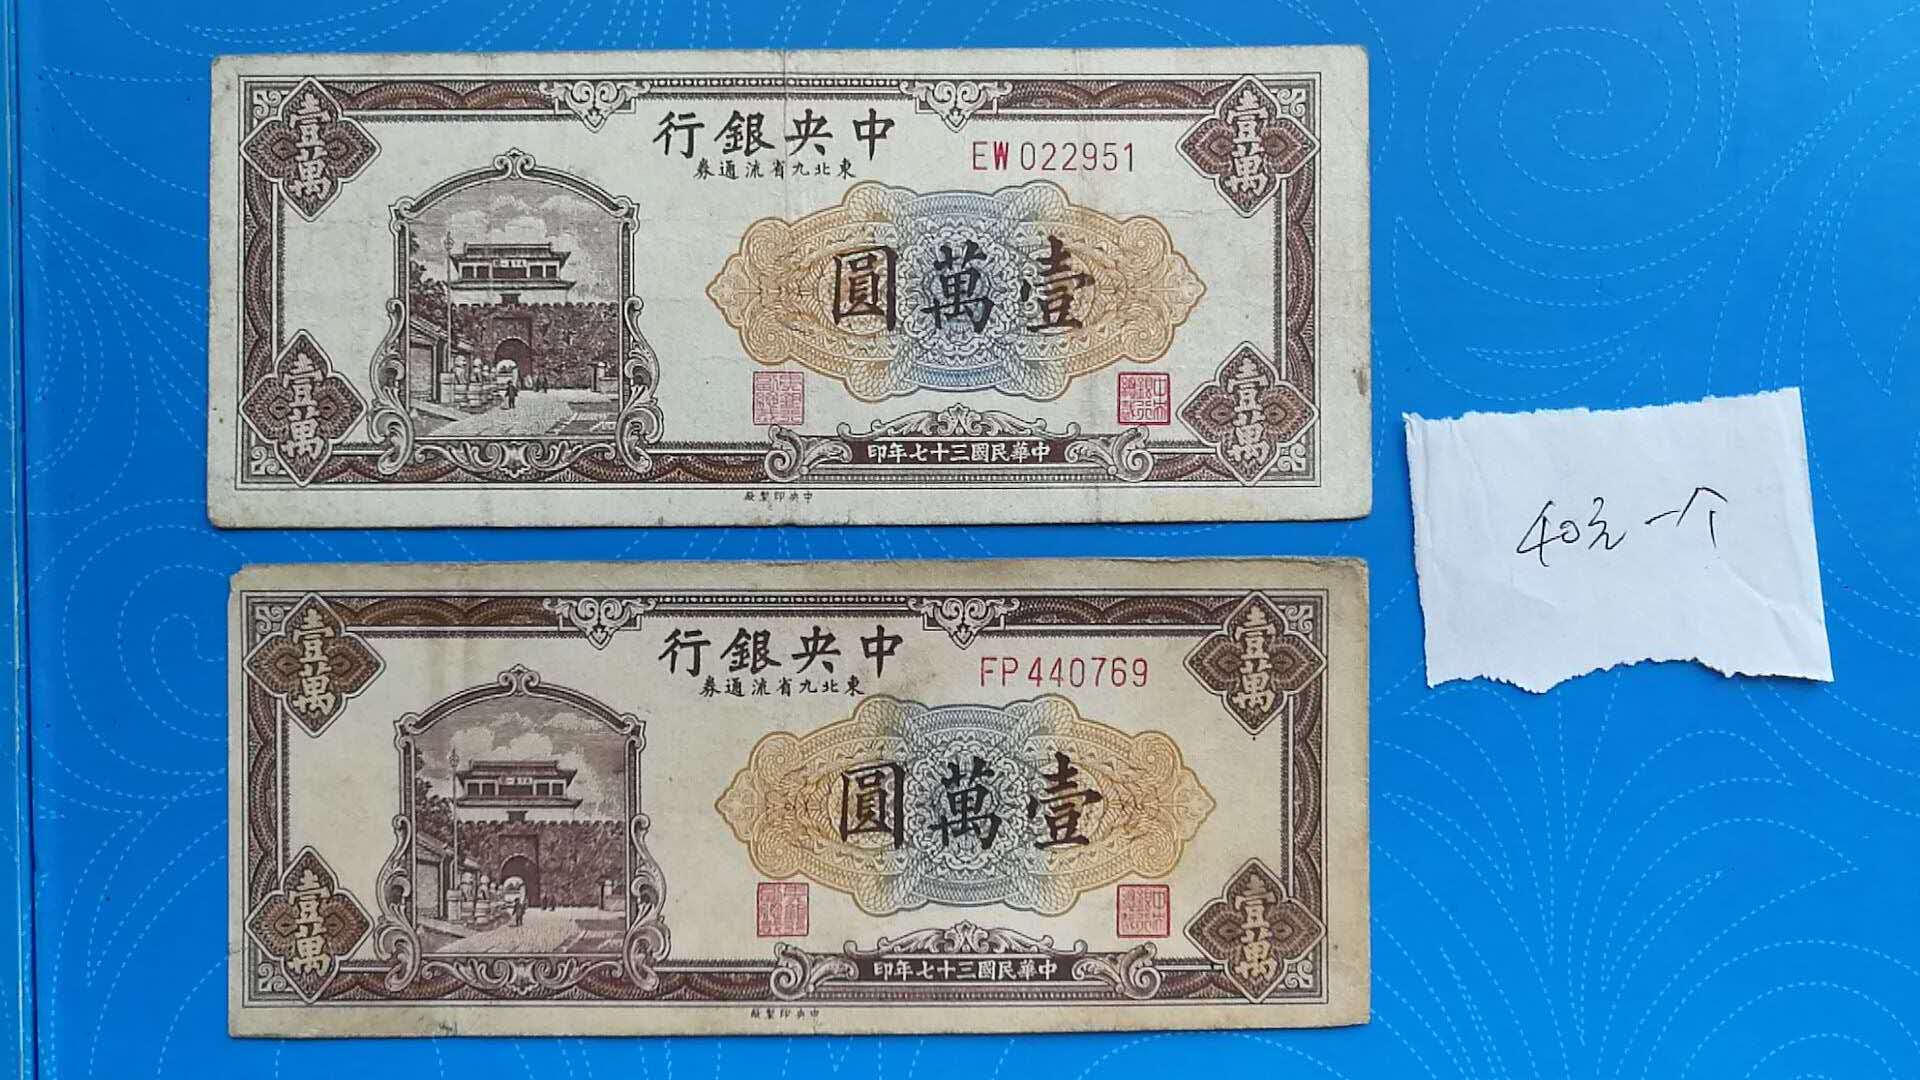 壹萬
中央銀行
EW022951
壹萬
東北九省流通券
壹萬圓
壹萬
中華民國三十七年印
壹萬
中央印製廠
40元一个
壹萬
中央銀行
FP440769
壹萬
東北九省流通券
壹萬圓
壹萬
中華民國三十七年印
壹萬
中央印製廠